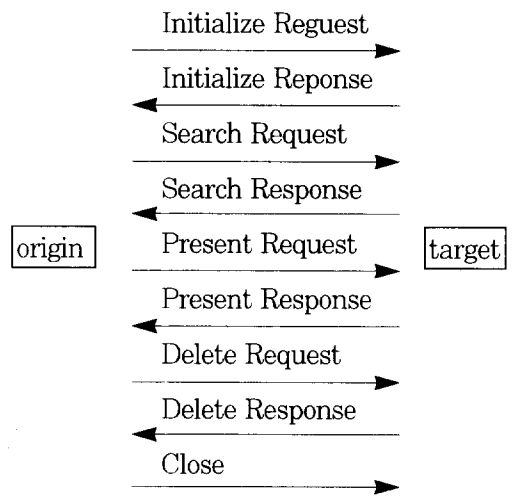 Initialize Reguest
Initialize Reponse
Search Request
Search Response
origin
Present Request
target
Present Response
Delete Request
Delete Response
Close